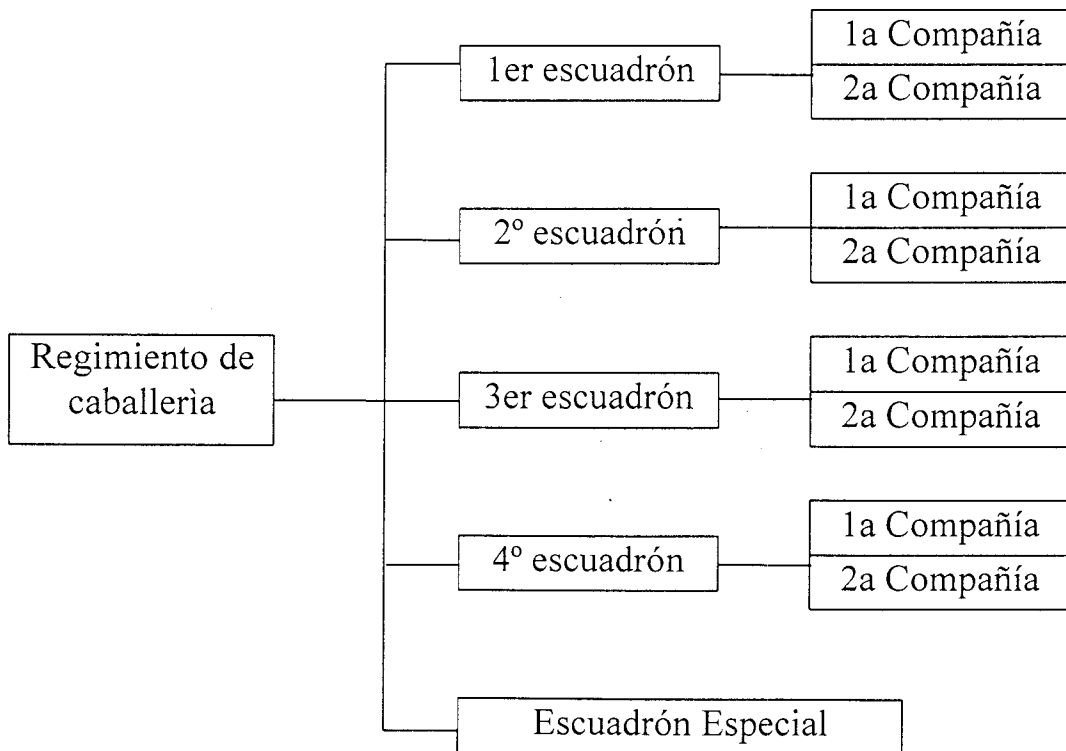 1er escuadrón
1a Compañía
2a Compañía
2º escuadrón
1a Compañía
2a Compañía
Regimiento de
caballerìa
3er escuadrón
1a Compañía
2a Compañía
4º escuadrón
1a Compañía
2a Compañía
Escuadrón Especial